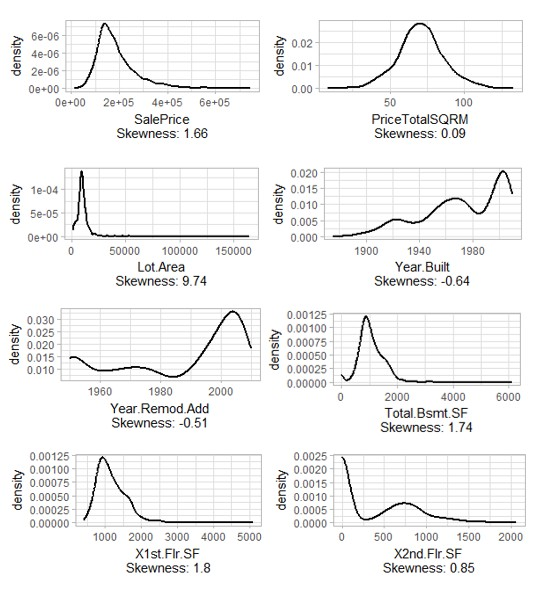 density
6e-06
4e-06
2e-06
0e+00
0e+00 2e+05 4e+05 6e+05
SalePrice
Skewness: 1.66
density
0.02
0.01
0.00
50 100
PriceTotalSQRM
Skewness: 0.09
density
1e-04
5e-05
0e+00
0 50000 100000 150000
Lot.Area
Skewness: 9.74
density
0.020
0.015
0.010
0.005
0.000
1900 1940 1980
Year.Built
Skewness: -0.64
density
0.030
0.025
0.020
0.015
0.010
1960 1980 2000
Year.Remod.Add
Skewness: -0.51
density
0.00125
0.00100
0.00075
0.00050
0.00025
0.00000
0 2000 4000 6000
Total.Bsmt.SF
Skewness: 1.74
density
0.00125
0.00100
0.00075
0.00050
0.00025
0.00000
1000 2000 3000 4000 5000
X1st.Flr.SF
Skewness: 1.8
density
0.0025
0.0020
0.0015
0.0010
0.0005
0.0000
0 500 1000 1500 2000
X2nd.Flr.SF
Skewness: 0.85